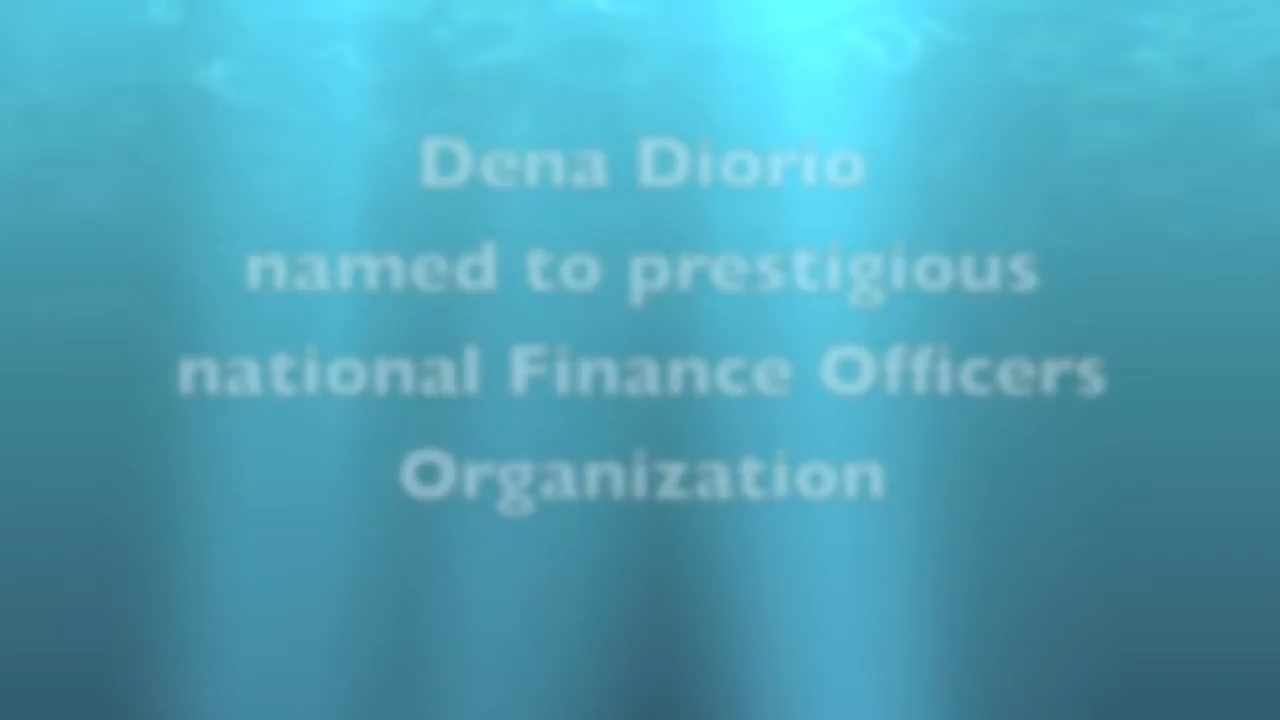 Dena Diorio
named to prestigious
national Finance Officers
Organization